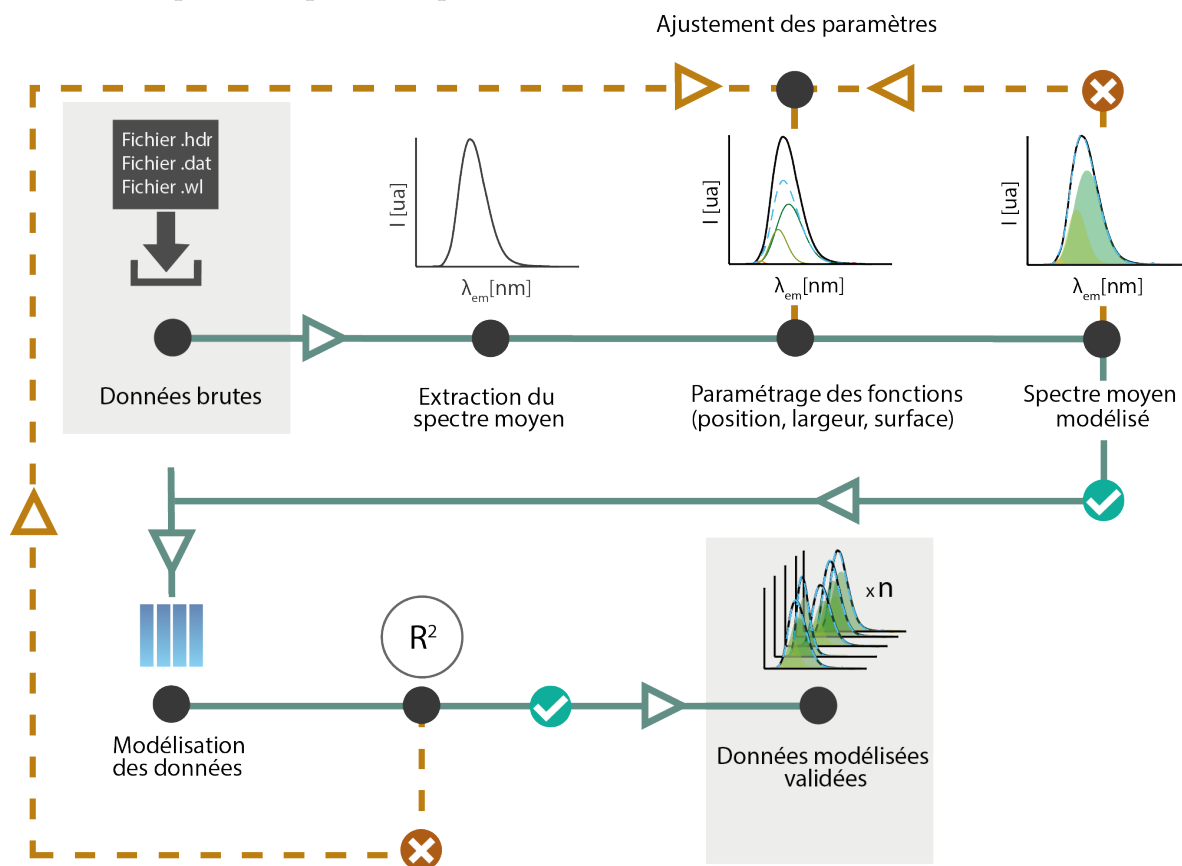 Ajustement des paramètres
Fichier .hdr
Fichier .dat
Fichier .wl
I [ua]
λem[nm]
I [ua]
λem[nm]
I [ua]
λem[nm]
Données brutes
Extraction du
spectre moyen
Paramétrage des fonctions
(position, largeur, surface)
Spectre moyen
modélisé
x n
R²
Modélisation
des données
Données modélisées
validées